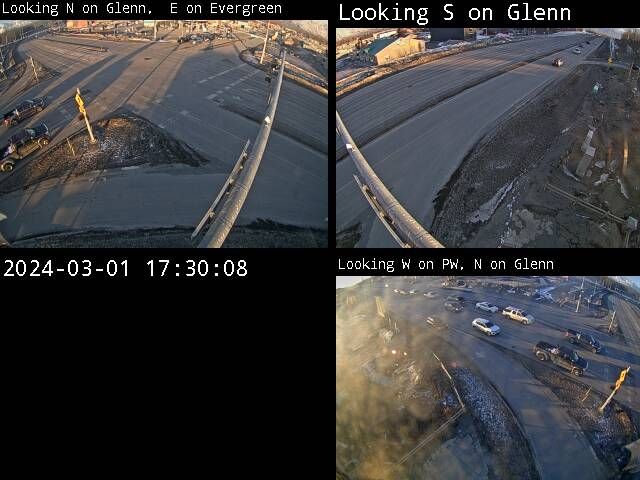 Looking N on Glenn,  E on Evergreen
Looking S on Glenn
2024-03-01 17:30:08
Looking W on PW, N on Glenn